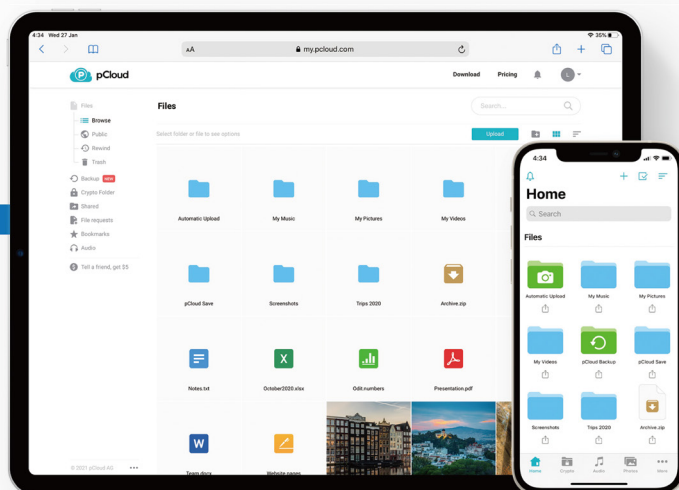 4:34 Wed 27 Jan
35%
AA
my.pcloud.com
pCloud
Download
Pricing
L
Files
Browse
Public
Rewind
Trash
Backup NEW
Crypto Folder
Shared
File requests
Bookmarks
Audio
Tell a friend, get $5
© 2021 pCloud AG
Files
Search...
Select folder or file to see options
Upload
Automatic Upload
My Music
My Pictures
My Videos
pCloud Save
Screenshots
Trips 2020
Archive.zip
X
Notes.txt
October2020.xlsx
Odit.numbers
Presentation.pdf
W
Team.docx
Website.pages
4:34
Home
Search
Files
Automatic Upload
My Music
My Pictures
My Videos
pCloud Backup
pCloud Save
Screenshots
Trips 2020
Archive.zip
Home
Crypto
Audio
Photos
More